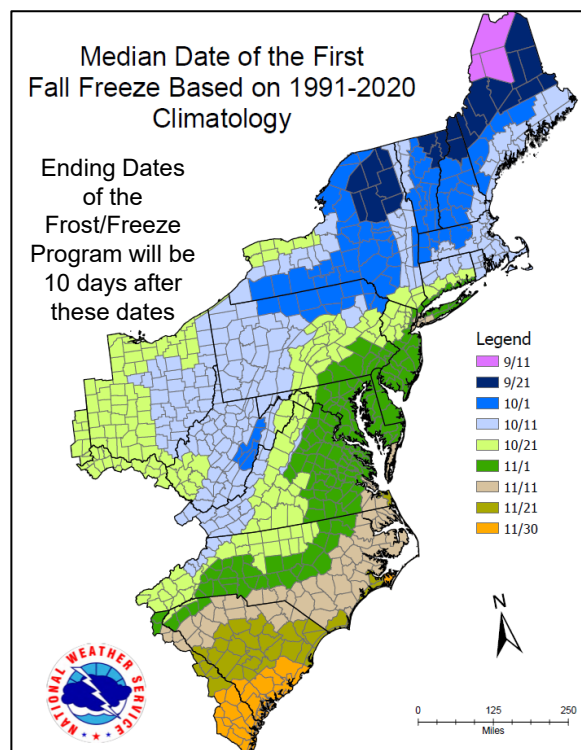 Median Date of the First
Fall Freeze Based on 1991-2020
Climatology
Ending Dates
of the
Frost/Freeze
Program will be
10 days after
these dates
Legend
9/11
9/21
10/1
10/11
10/21
11/1
11/11
11/21
11/30
N
NATIONAL WEATHER SERVICE
0 125 250
Miles